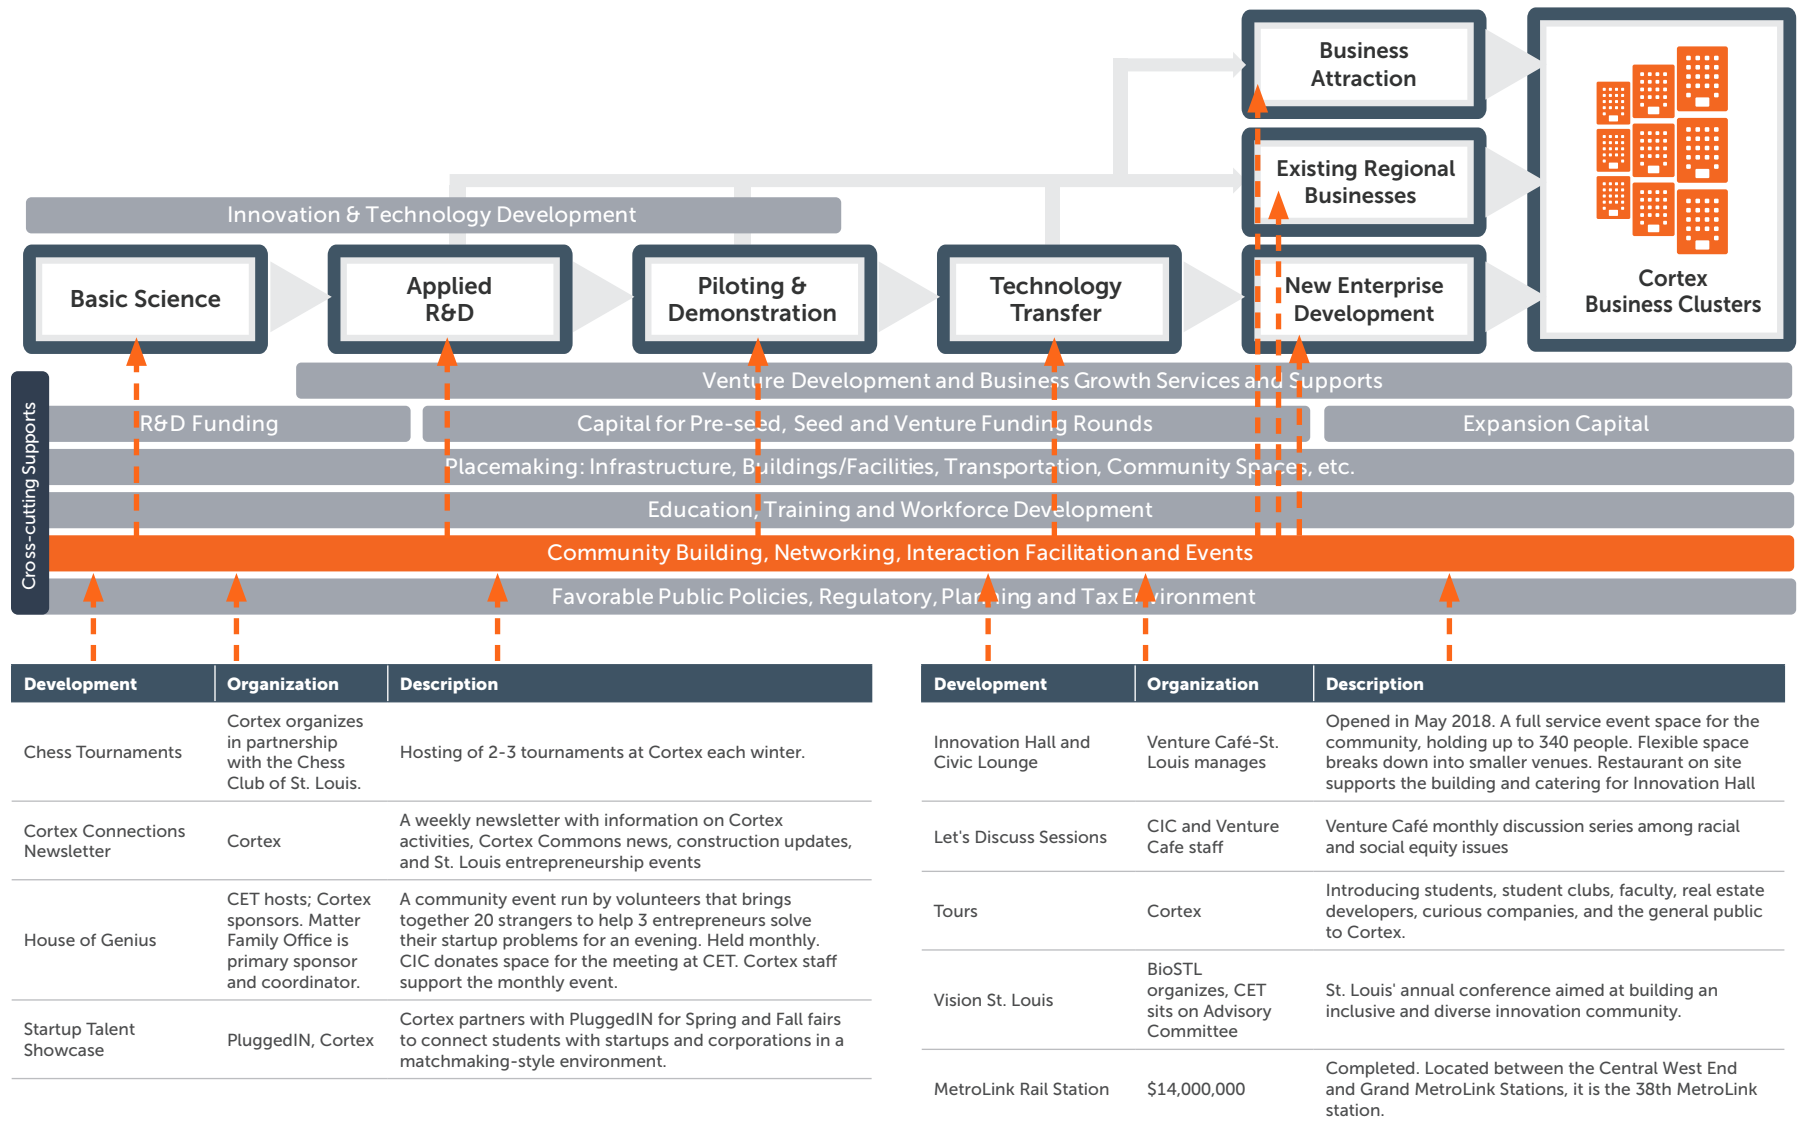 Business
Attraction
Existing Regional
Businesses
Innovation & Technology Development
Basic Science
Applied
R&D
Piloting &
Demonstration
Technology
Transfer
New Enterprise
Development
Cortex
Business Clusters
Cross-cutting Supports
Venture Development and Business Growth Services and Supports
R&D Funding
Capital for Pre-seed, Seed and Venture Funding Rounds
Expansion Capital
Placemaking: Infrastructure, Buildings/Facilities, Transportation, Community Spaces, etc.
Education, Training and Workforce Development
Community Building, Networking, Interaction Facilitation and Events
Favorable Public Policies, Regulatory, Planning and Tax Environment
Development Organization Description
Chess Tournaments
Cortex organizes
in partnership
with the Chess
Club of St. Louis.
Hosting of 2-3 tournaments at Cortex each winter.
Cortex Connections
Newsletter
Cortex
A weekly newsletter with information on Cortex
activities, Cortex Commons news, construction updates,
and St. Louis entrepreneurship events
House of Genius
CET hosts; Cortex
sponsors. Matter
Family Office is
primary sponsor
and coordinator.
A community event run by volunteers that brings
together 20 strangers to help 3 entrepreneurs solve
their startup problems for an evening. Held monthly.
CIC donates space for the meeting at CET. Cortex staff
support the monthly event.
Startup Talent
Showcase
PluggedIN, Cortex
Cortex partners with PluggedIN for Spring and Fall fairs
to connect students with startups and corporations in a
matchmaking-style environment.
Development Organization Description
Innovation Hall and
Civic Lounge
Venture Café-St.
Louis manages
Opened in May 2018. A full service event space for the
community, holding up to 340 people. Flexible space
breaks down into smaller venues. Restaurant on site
supports the building and catering for Innovation Hall
Let's Discuss Sessions
CIC and Venture
Cafe staff
Venture Café monthly discussion series among racial
and social equity issues
Tours
Cortex
Introducing students, student clubs, faculty, real estate
developers, curious companies, and the general public
to Cortex.
Vision St. Louis
BioSTL
organizes, CET
sits on Advisory
Committee
St. Louis' annual conference aimed at building an
inclusive and diverse innovation community.
MetroLink Rail Station
$14,000,000
Completed. Located between the Central West End
and Grand MetroLink Stations, it is the 38th MetroLink
station.